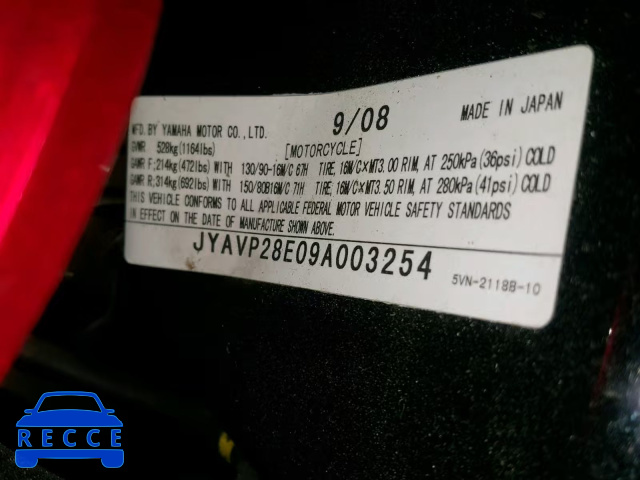 9/08 MADE IN JAPAN
MFD. BY YAMAHA MOTOR CO., LTD.
GVWR 528kg(1164lbs) [MOTORCYCLE]
GAWR F;214kg(472lbs) WITH 130/90-16M/C 67H TIRE,16M/C×MT3.00 RIM, AT 250kPa(36psi)COLD
GAWR R;314kg(692lbs) WITH 150/80B16M/C 71H TIRE,16M/C×MT3.50 RIM, AT 280kPa(41psi)COLD
THIS VEHICLE CONFORMS TO ALL APPLICABLE FEDERAL MOTOR VEHICLE SAFETY STANDARDS
IN EFFECT ON THE DATE OF MANUFACTURE SHOWN ABOVE.
JYAVP28E09A003254
5VN-2118B-10
RECCE